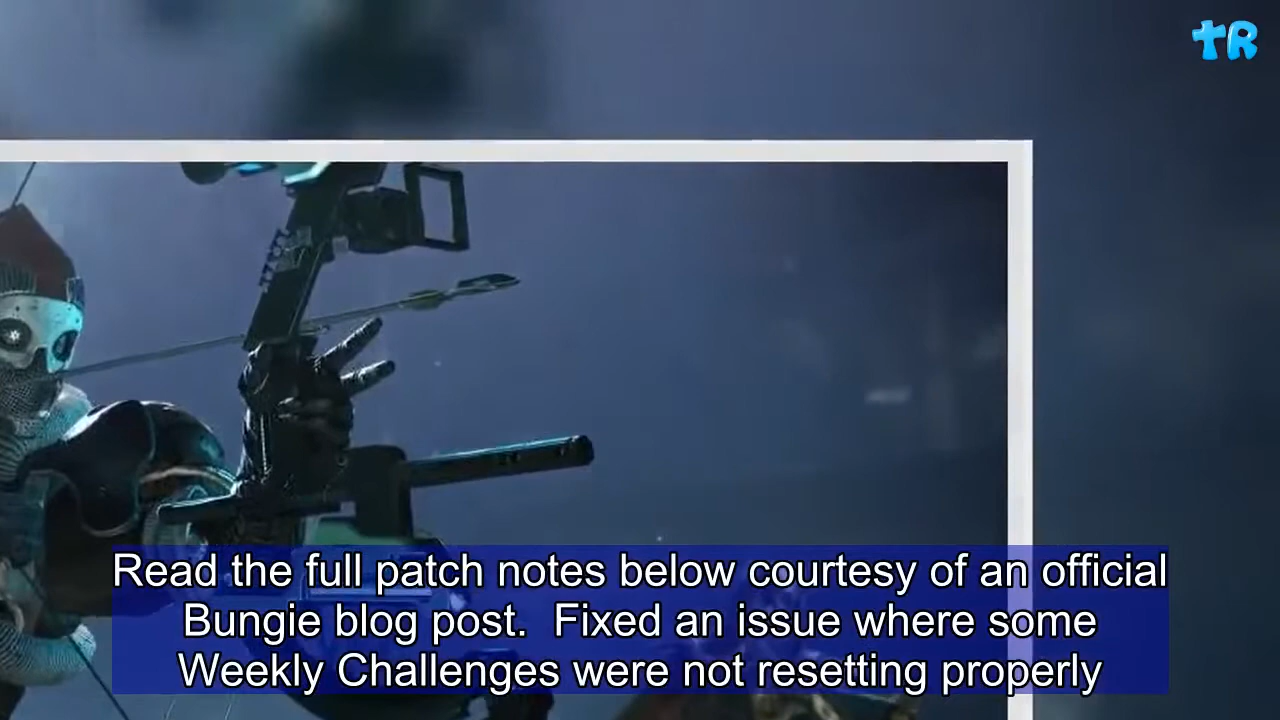 TR
Read the full patch notes below courtesy of an official
Bungie blog post.  Fixed an issue where some
Weekly Challenges were not resetting properly